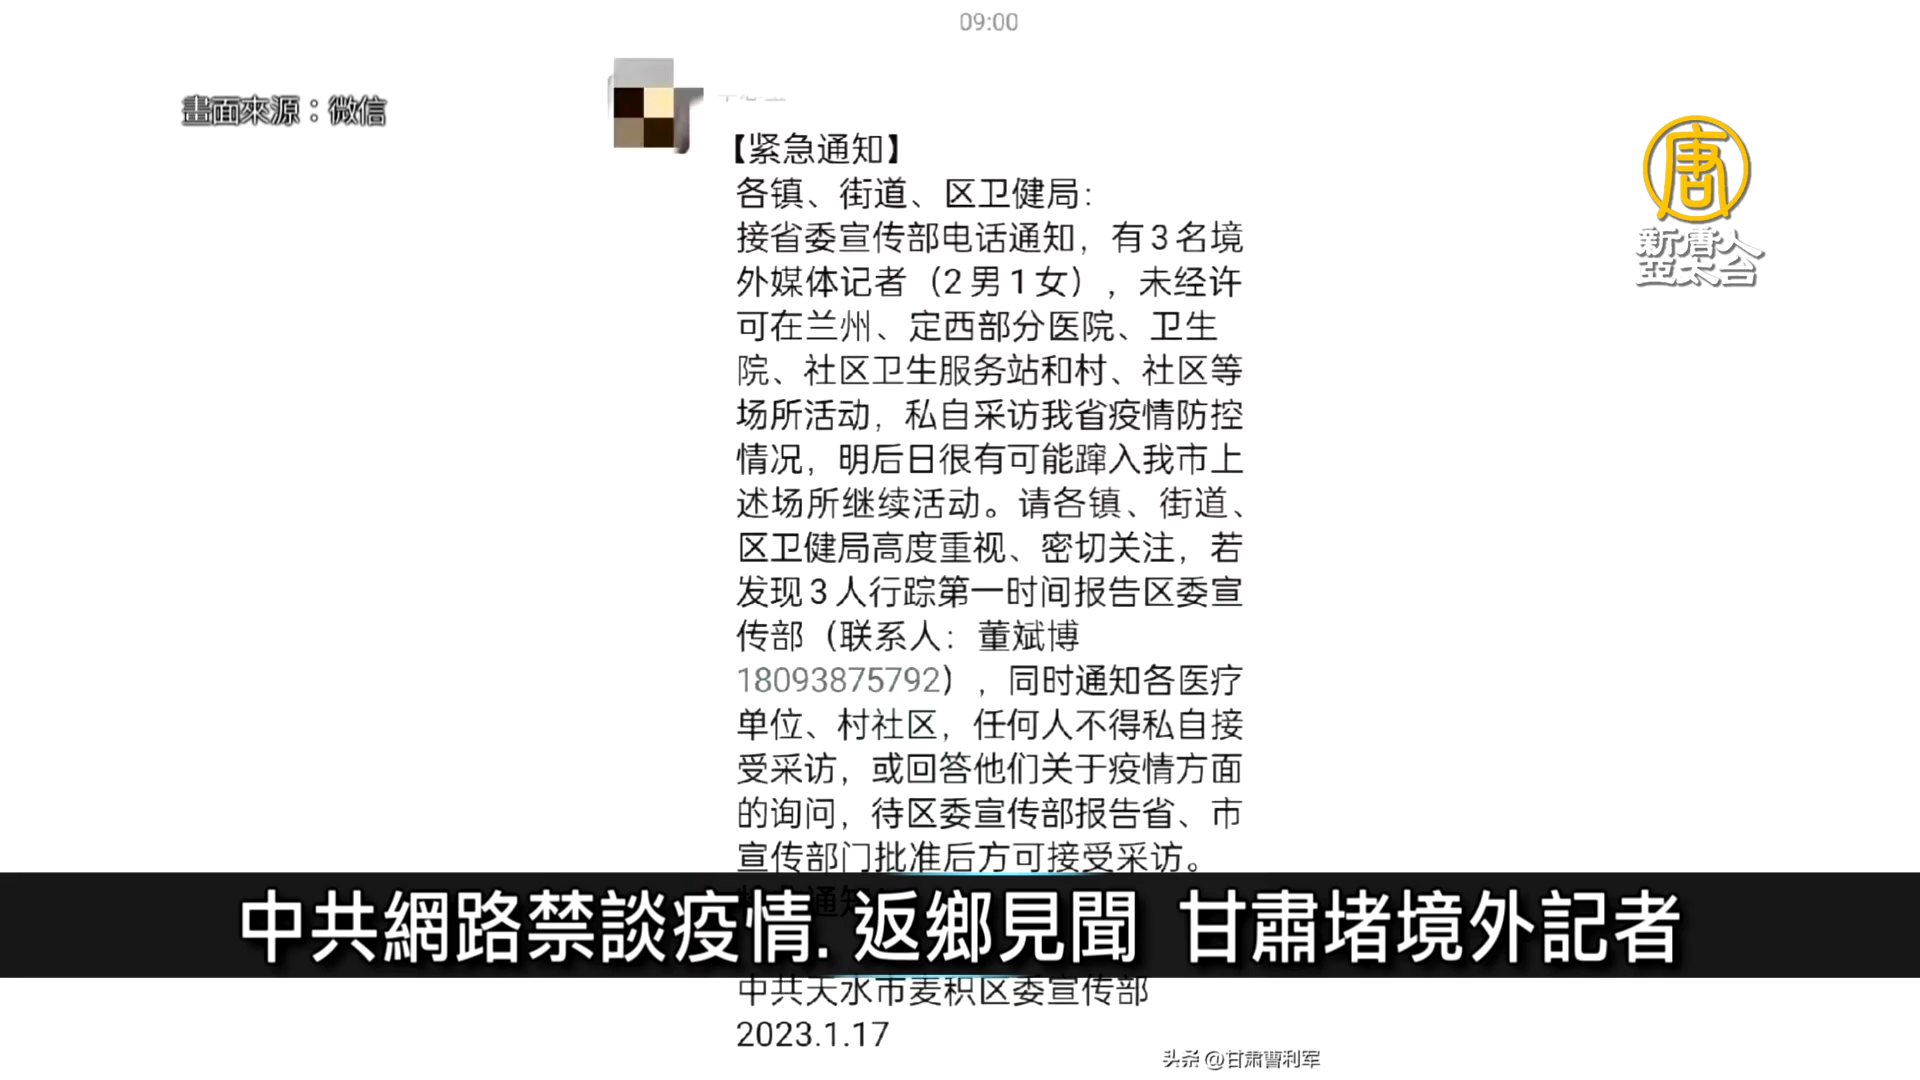 09:00
畫面來源：微信
【紧急通知】
各镇、街道、区卫健局：
接省委宣传部电话通知，有3名境
外媒体记者（2男1女），未经许
可在兰州、定西部分医院、卫生
院、社区卫生服务站和村、社区等
场所活动，私自采访我省疫情防控
情况，明后日很有可能蹿入我市上
述场所继续活动。请各镇、街道、
区卫健局高度重视、密切关注，若
发现3人行踪第一时间报告区委宣
传部（联系人：董斌博
18093875792），同时通知各医疗
单位、村社区，任何人不得私自接
受采访，或回答他们关于疫情方面
的询问，待区委宣传部报告省、市
宣传部门批准后方可接受采访。
中共網路禁談疫情.返鄉見聞 甘肅堵境外記者
中共天水市麦积区委宣传部
2023.1.17
头条 @甘肃曹利军
唐
新唐人
亞太台